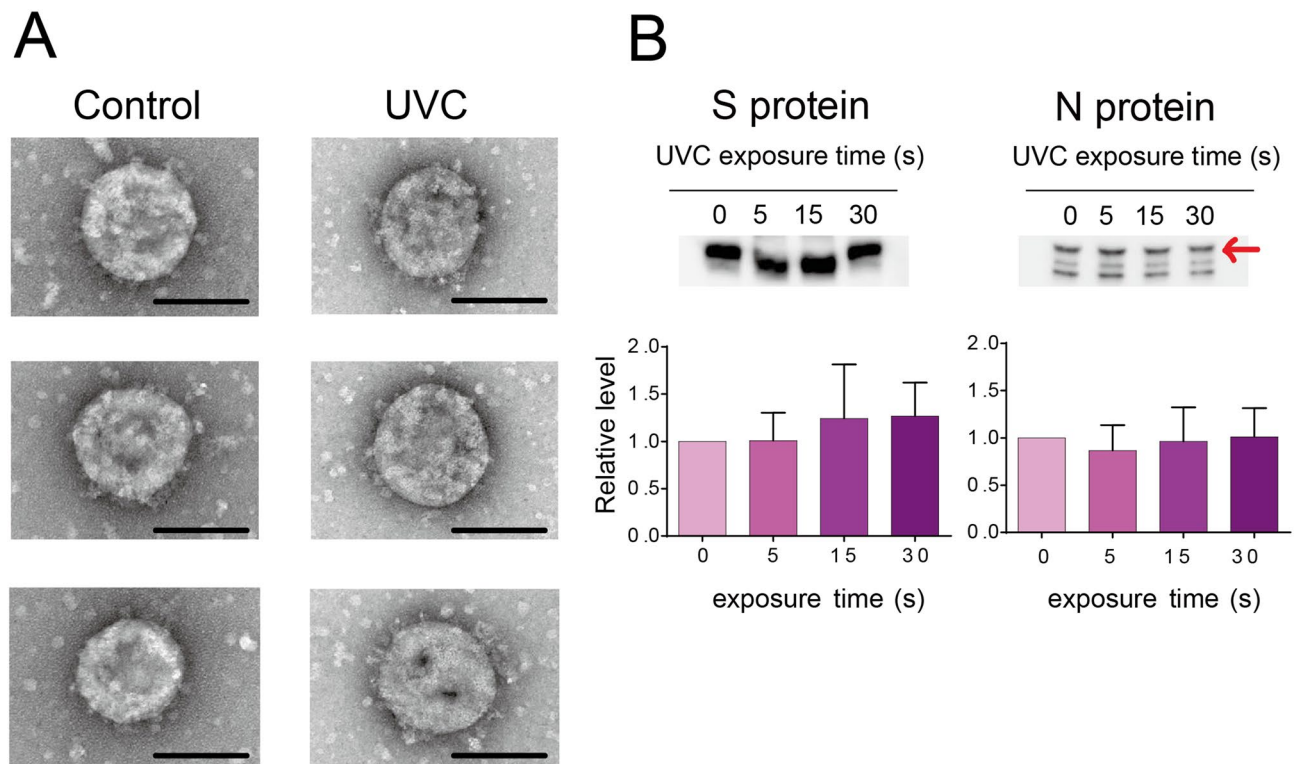 A
B
Control
UVC
S protein
UVC exposure time (s)
0 5 15 30
N protein
UVC exposure time (s)
0 5 15 30
Relative level
2.0
1.5
1.0
0.5
0.0
0 5 15 30
exposure time (s)
2.0
1.5
1.0
0.5
0.0
0 5 15 30
exposure time (s)